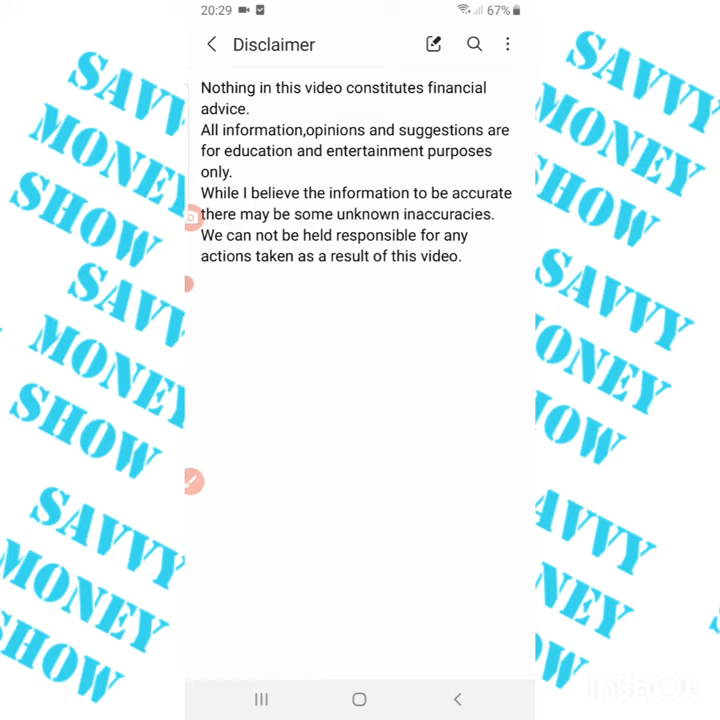 20:29
67%
Disclaimer
Nothing in this video constitutes financial
advice.
All information,opinions and suggestions are
for education and entertainment purposes
only.
While I believe the information to be accurate
there may be some unknown inaccuracies.
We can not be held responsible for any
actions taken as a result of this video.
SAVVY
MONEY
SHOW
SAVVY
MONEY
SHOW
SAVVY
MONEY
SHOW
SAVVY
MONEY
SHOW
SAVVY
MONEY
SHOW
SAVVY
MONEY
SHOW
InShOt